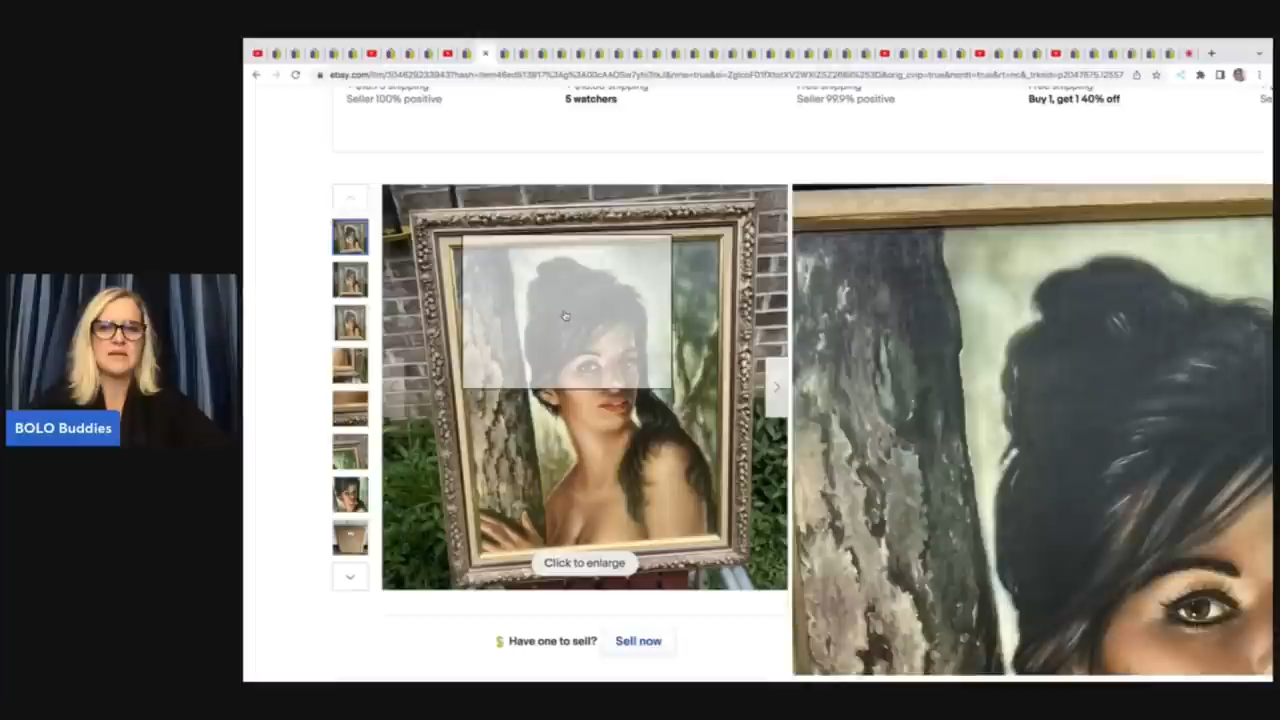 Seller 100% positive
5 watchers
Seller 99.9% positive
Buy 1, get 1 40% off
Click to enlarge
$ Have one to sell? Sell now
BOLO Buddies